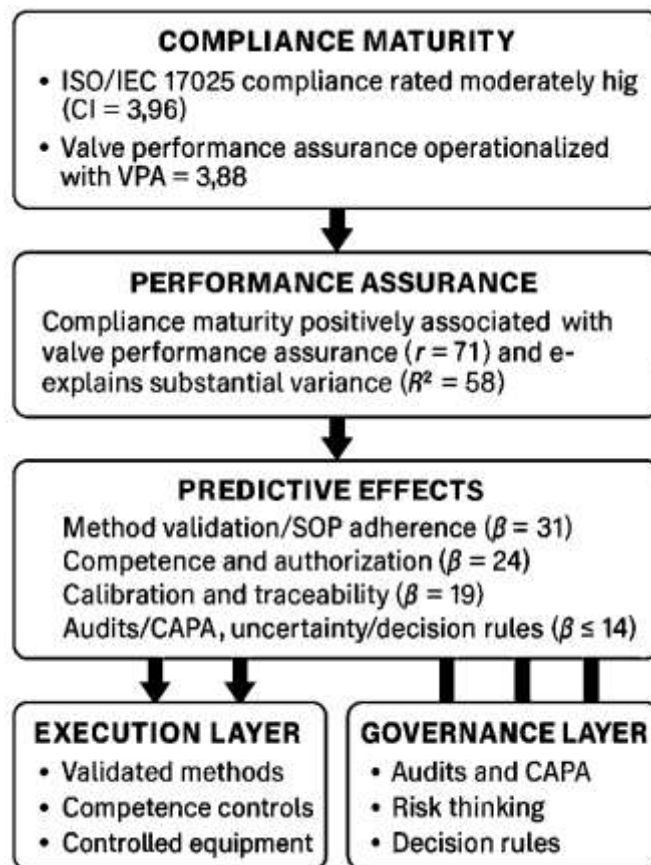 COMPLIANCE MATURITY
• ISO/IEC 17025 compliance rated moderately hig
(CI = 3,96)
• Valve performance assurance operationalized
with VPA = 3,88
PERFORMANCE ASSURANCE
Compliance maturity positively associated with
valve performance assurance (r = 71) and e-
explains substantial variance (R² = 58)
PREDICTIVE EFFECTS
Method validation/SOP adherence (β = 31)
Competence and authorization (β = 24)
Calibration and traceability (β = 19)
Audits/CAPA, uncertainty/decision rules (β ≤ 14)
EXECUTION LAYER
• Validated methods
• Competence controls
• Controlled equipment
GOVERNANCE LAYER
• Audits and CAPA
• Risk thinking
• Decision rules